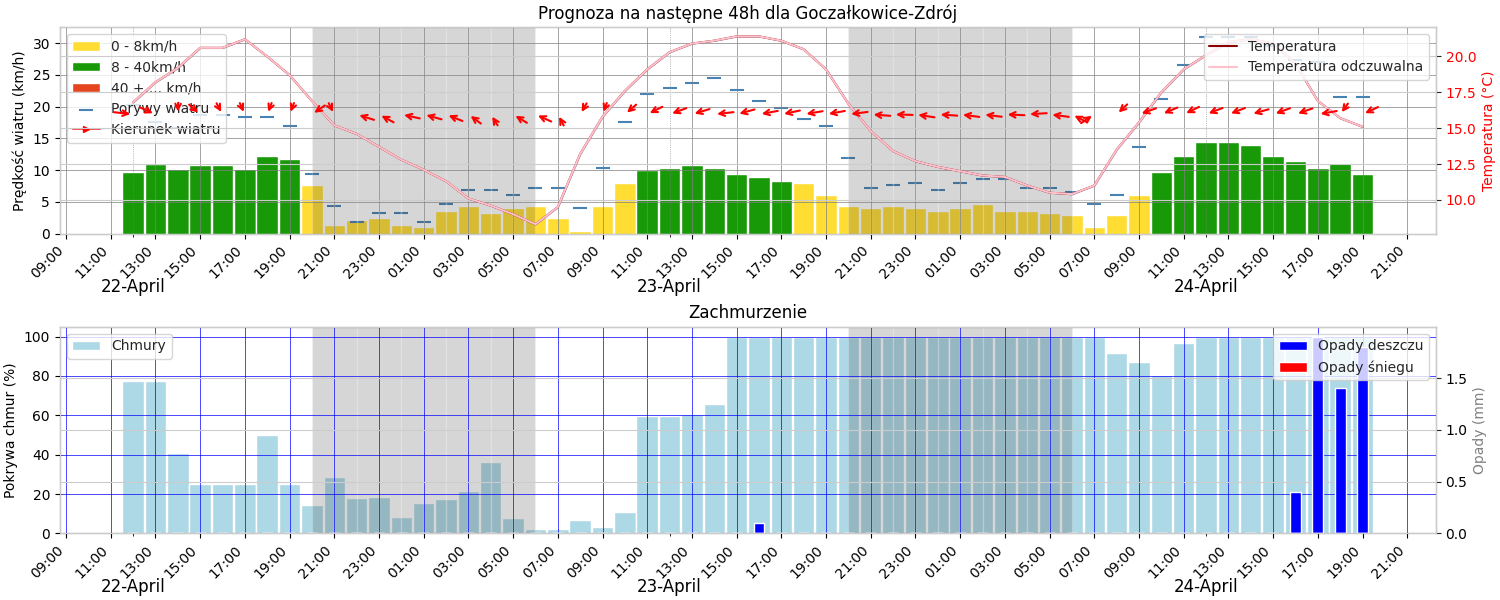 Prognoza na następne 48h dla Goczałkowice-Zdrój
Prędkość wiatru (km/h)
30
25
20
15
10
5
0
0 - 8km/h
8 - 40km/h
40 + ... km/h
Porywy wiatru
Kierunek wiatru
Temperatura
Temperatura odczuwalna
20.0
17.5
15.0
12.5
10.0
Temperatura (°C)
09:00 11:00 13:00 15:00 17:00 19:00 21:00 23:00 01:00 03:00 05:00 07:00 09:00 11:00 13:00 15:00 17:00 19:00 21:00 23:00 01:00 03:00 05:00 07:00 09:00 11:00 13:00 15:00 17:00 19:00 21:00
22-April 23-April 24-April
Zachmurzenie
Pokrywa chmur (%)
100
80
60
40
20
0
Chmury
Opady deszczu
Opady śniegu
1.5
1.0
0.5
0.0
Opady (mm)
09:00 11:00 13:00 15:00 17:00 19:00 21:00 23:00 01:00 03:00 05:00 07:00 09:00 11:00 13:00 15:00 17:00 19:00 21:00 23:00 01:00 03:00 05:00 07:00 09:00 11:00 13:00 15:00 17:00 19:00 21:00
22-April 23-April 24-April